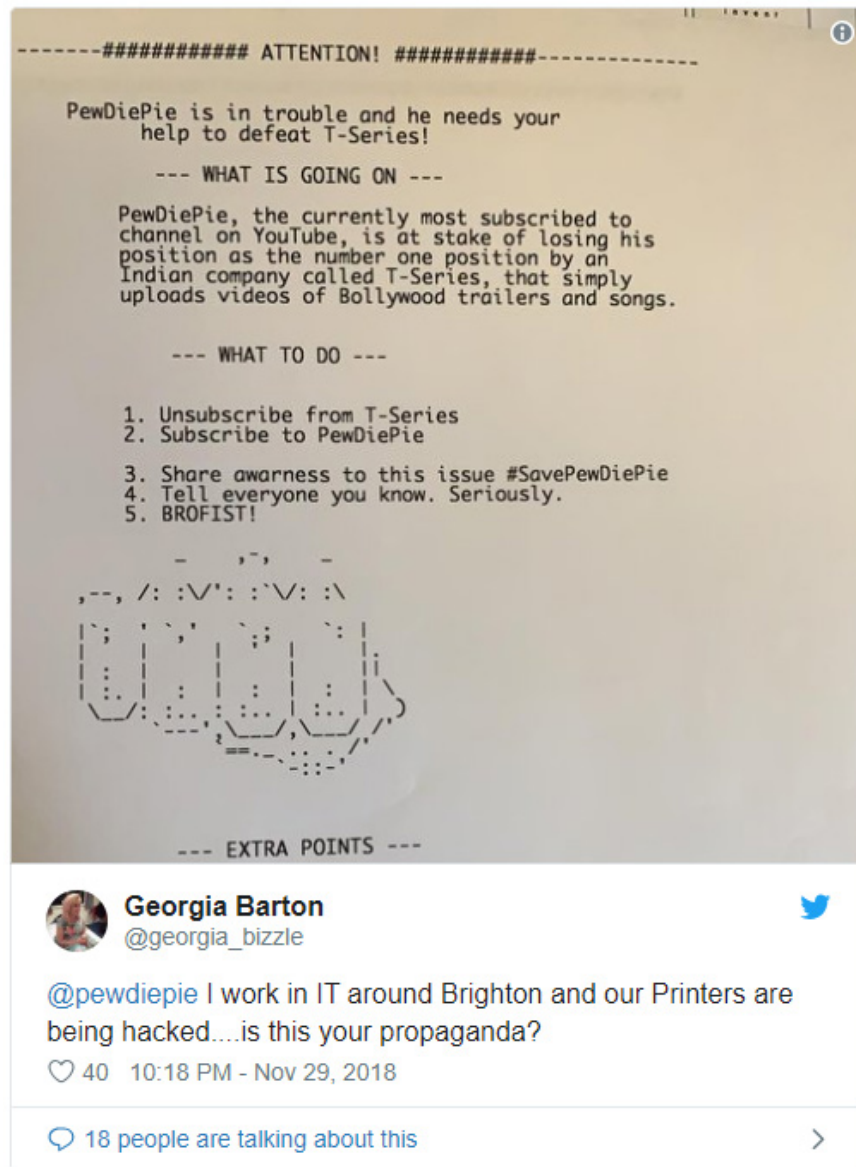 -------############ ATTENTION! ############--------------
PewDiePie is in trouble and he needs your
help to defeat T-Series!
--- WHAT IS GOING ON ---
PewDiePie, the currently most subscribed to
channel on YouTube, is at stake of losing his
position as the number one position by an
Indian company called T-Series, that simply
uploads videos of Bollywood trailers and songs.
--- WHAT TO DO ---
1. Unsubscribe from T-Series
2. Subscribe to PewDiePie
3. Share awarness to this issue #SavePewDiePie
4. Tell everyone you know. Seriously.
5. BROFIST!
--- EXTRA POINTS ---
Georgia Barton
@georgia_bizzle
@pewdiepie I work in IT around Brighton and our Printers are
being hacked....is this your propaganda?
40 10:18 PM - Nov 29, 2018
18 people are talking about this